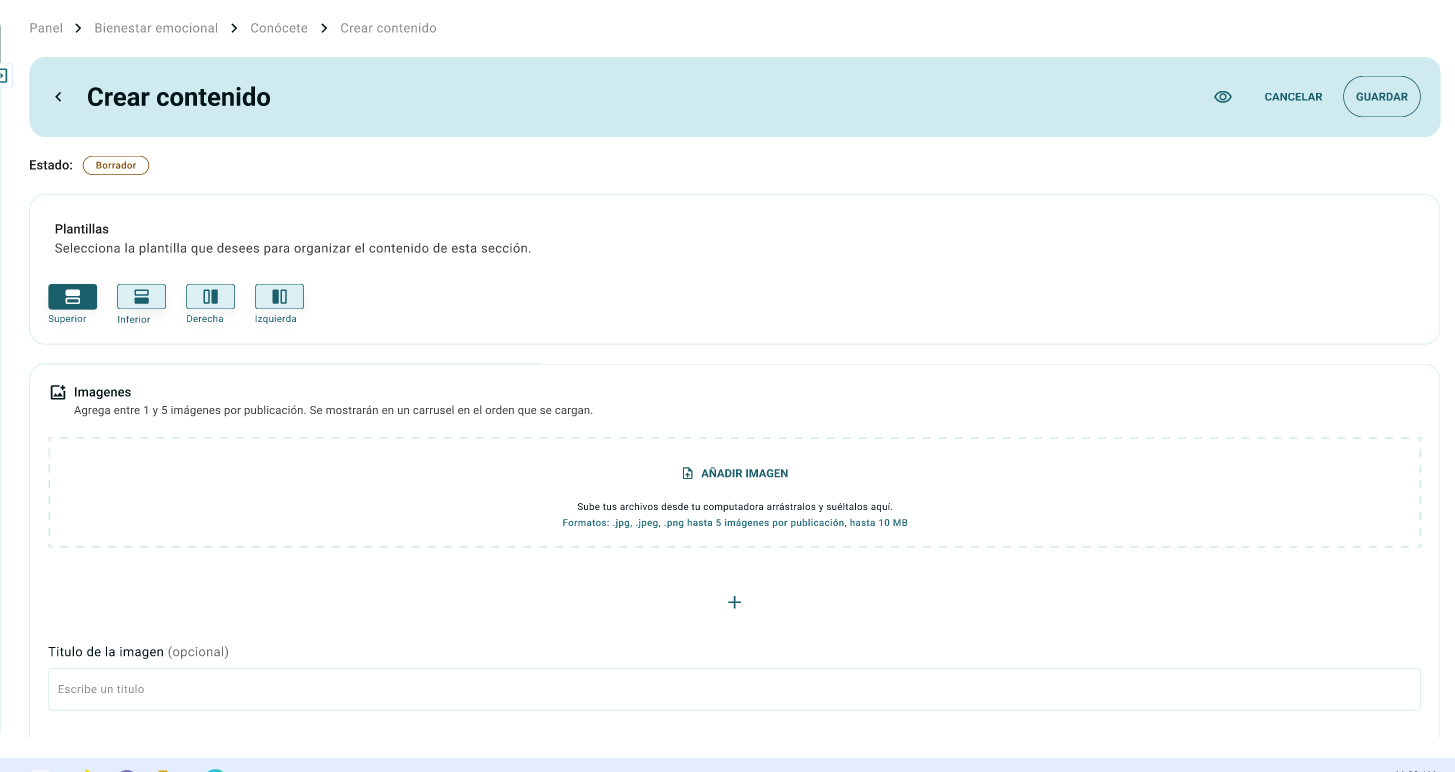 Panel > Bienestar emocional > Conócete > Crear contenido
Crear contenido
CANCELAR
GUARDAR
Estado: Borrador
Plantillas
Selecciona la plantilla que desees para organizar el contenido de esta sección.
Superior
Inferior
Derecha
Izquierda
Imagenes
Agrega entre 1 y 5 imágenes por publicación. Se mostrarán en un carrusel en el orden que se cargan.
AÑADIR IMAGEN
Sube tus archivos desde tu computadora arrástralos y suéltalos aquí.
Formatos: .jpg, .jpeg, .png hasta 5 imágenes por publicación, hasta 10 MB
Titulo de la imagen (opcional)
Escribe un titulo